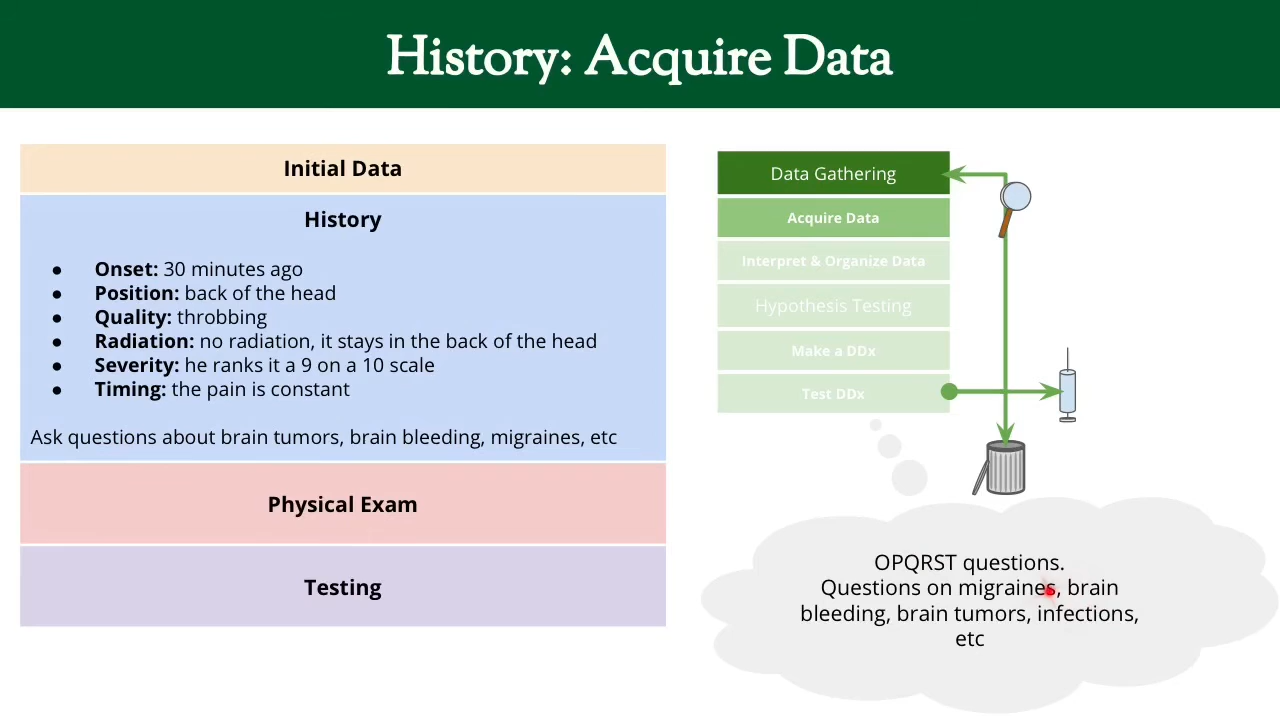 History: Acquire Data
Initial Data
History
● Onset: 30 minutes ago
● Position: back of the head
● Quality: throbbing
● Radiation: no radiation, it stays in the back of the head
● Severity: he ranks it a 9 on a 10 scale
● Timing: the pain is constant
Ask questions about brain tumors, brain bleeding, migraines, etc
Physical Exam
Testing
Data Gathering
Acquire Data
Interpret & Organize Data
Hypothesis Testing
Make a DDx
Test DDx
OPQRST questions.
Questions on migraines, brain
bleeding, brain tumors, infections,
etc